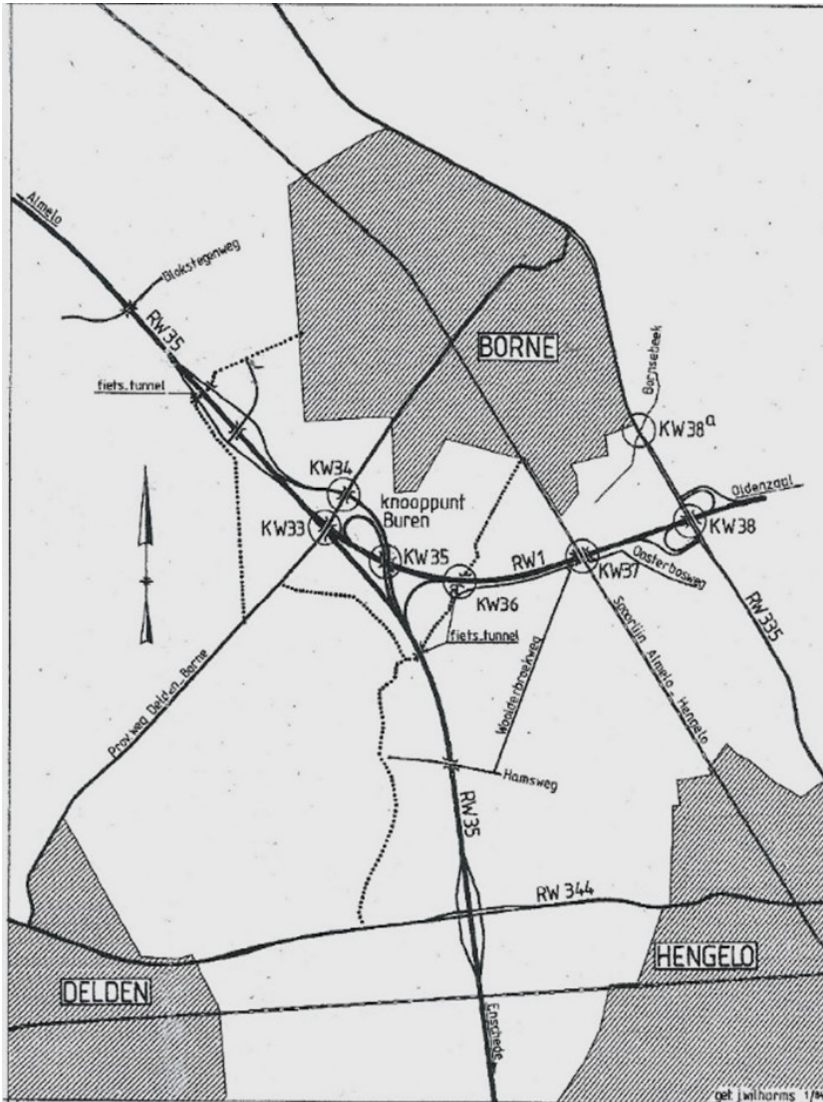 Almelo
Blokstegenweg
RW35
BORNE
Bornsebeek
fiets.tunnel
KW38a
KW34
knooppunt
Buren
Oldenzaal
KW33
KW38
KW35
RW1
Oosterbosweg
KW37
KW36
fiets.tunnel
RW335
Woolderbroekweg
Spoorlijn Almelo - Hengelo
Prov.weg Delden-Borne
Hamsweg
RW35
RW 344
HENGELO
DELDEN
Enschede
get.